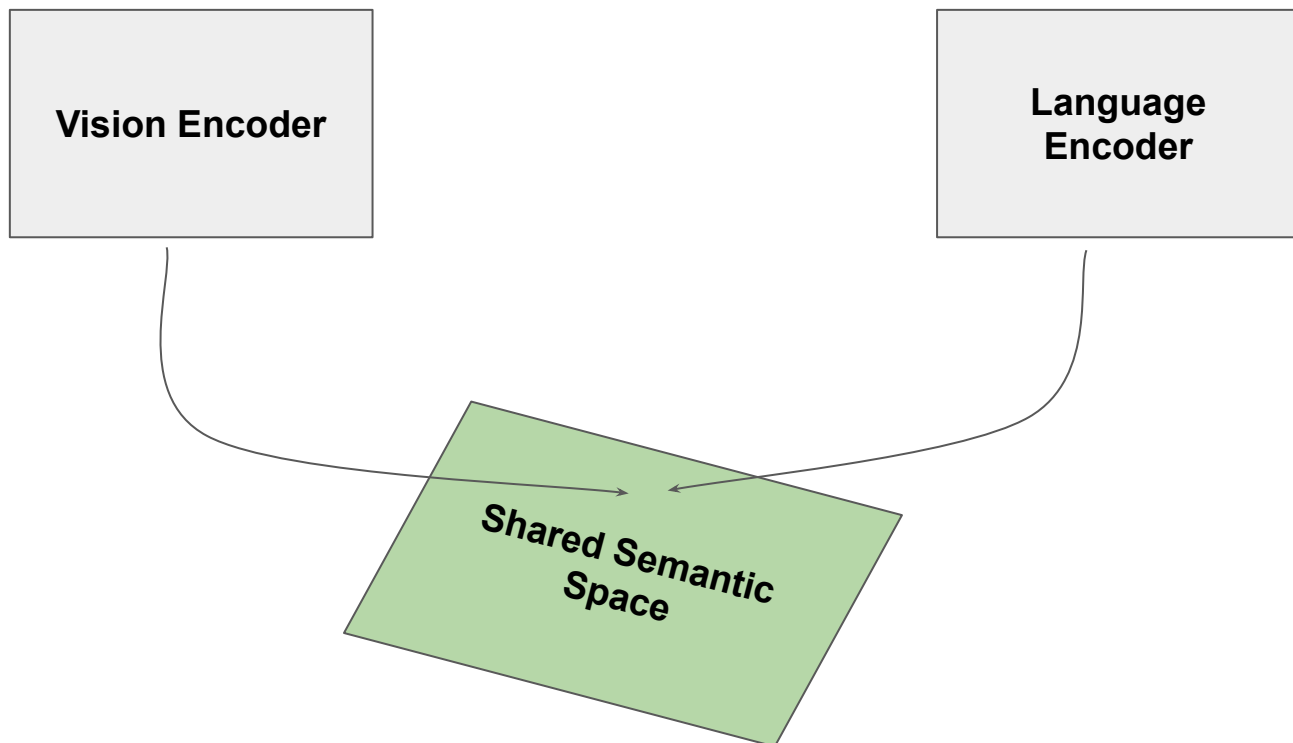 Vision Encoder
Language
Encoder
Shared Semantic
Space